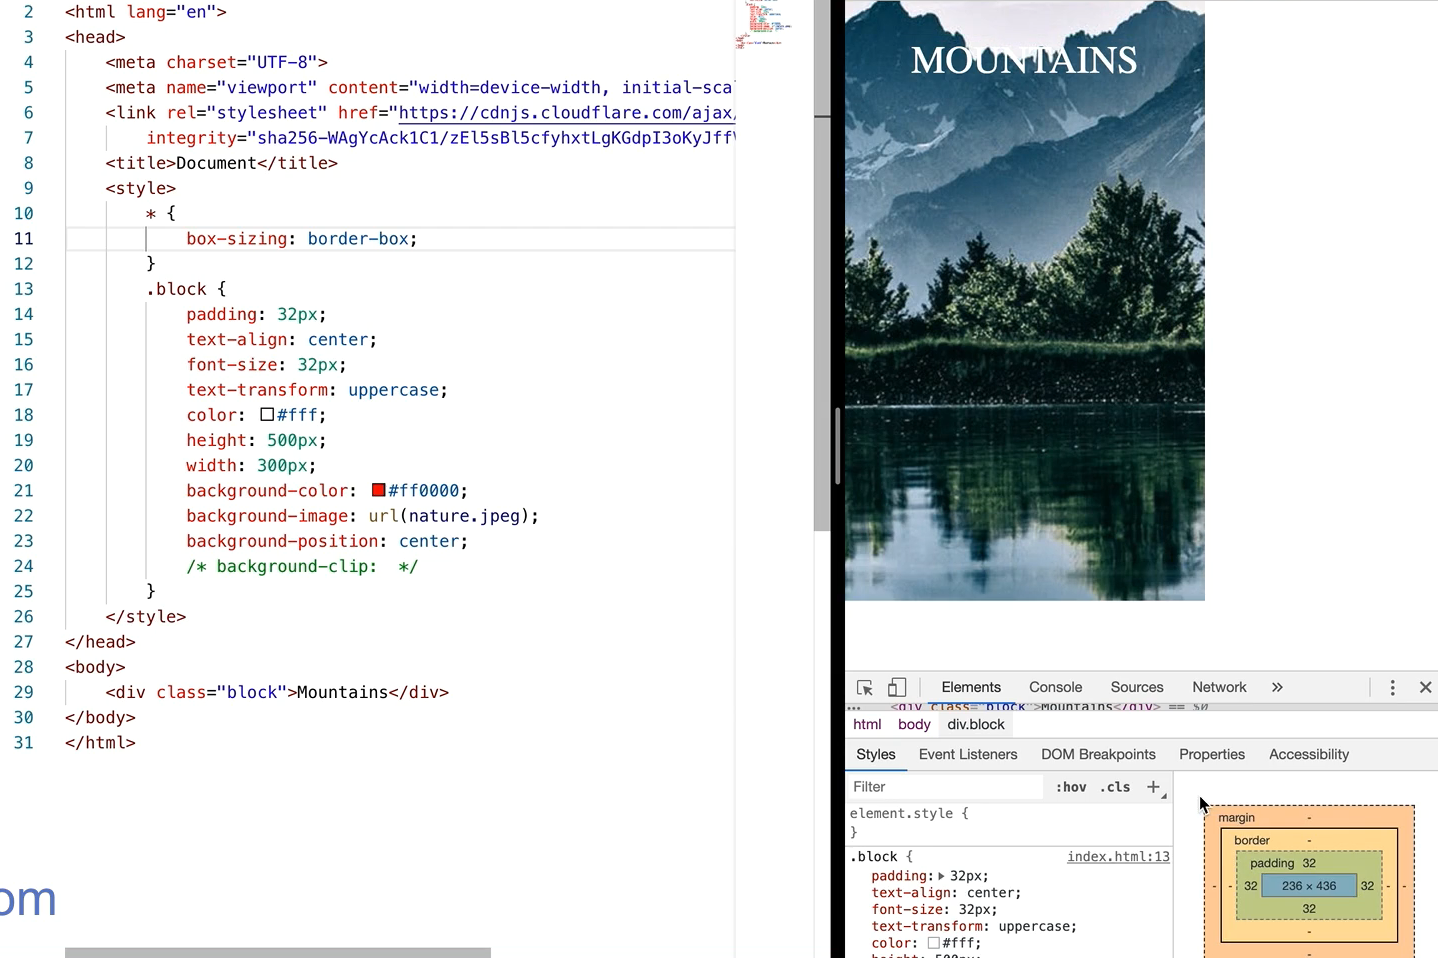 2 <html lang="en">
3 <head>
4 <meta charset="UTF-8">
5 <meta name="viewport" content="width=device-width, initial-sca
6 <link rel="stylesheet" href="https://cdnjs.cloudflare.com/ajax/
7 integrity="sha256-WAgYcAck1C1/zEl5sBl5cfyhxtLgKGdpI3oKyJffV
8 <title>Document</title>
9 <style>
10 * {
11 box-sizing: border-box;
12 }
13 .block {
14 padding: 32px;
15 text-align: center;
16 font-size: 32px;
17 text-transform: uppercase;
18 color: #fff;
19 height: 500px;
20 width: 300px;
21 background-color: #ff0000;
22 background-image: url(nature.jpeg);
23 background-position: center;
24 /* background-clip:  */
25 }
26 </style>
27 </head>
28 <body>
29 <div class="block">Mountains</div>
30 </body>
31 </html>
om
MOUNTAINS
Elements Console Sources Network »
... <div class="block">Mountains</div> == $0
html body div.block
Styles Event Listeners DOM Breakpoints Properties Accessibility
Filter :hov .cls +
element.style {
}
.block { index.html:13
padding: 32px;
text-align: center;
font-size: 32px;
text-transform: uppercase;
color: #fff;
height: 500px;
margin -
border -
padding 32
- - 32 236 × 436 32 - -
32
-
-